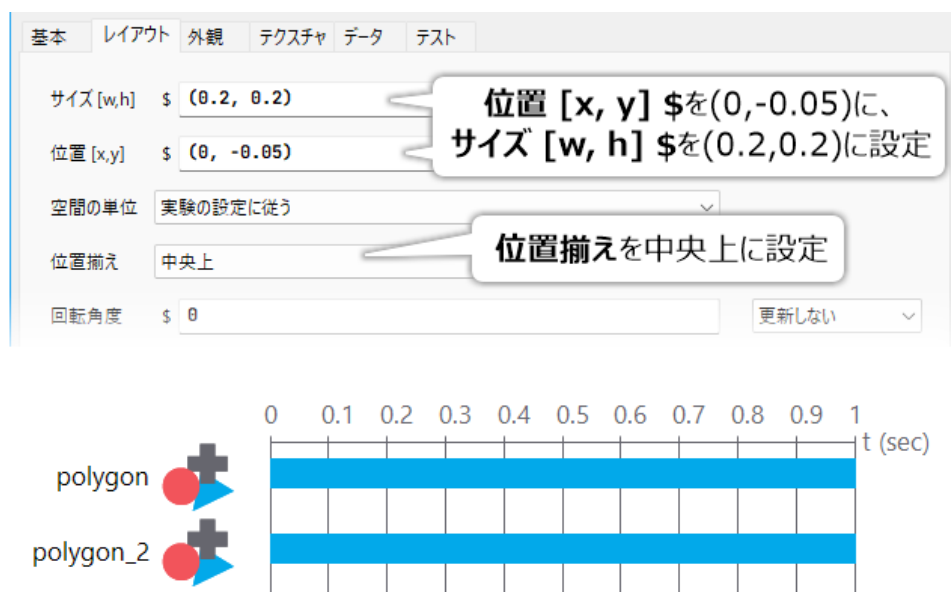 基本 レイアウト 外観 テクスチャ データ テスト
サイズ [w,h] $ (0.2, 0.2)
位置 [x, y] $を(0,-0.05)に、
サイズ [w, h] $を(0.2,0.2)に設定
位置 [x,y] $ (0, -0.05)
空間の単位 実験の設定に従う
位置揃え 中央上
位置揃えを中央上に設定
回転角度 $ 0 更新しない
0 0.1 0.2 0.3 0.4 0.5 0.6 0.7 0.8 0.9 1
t (sec)
polygon
polygon_2